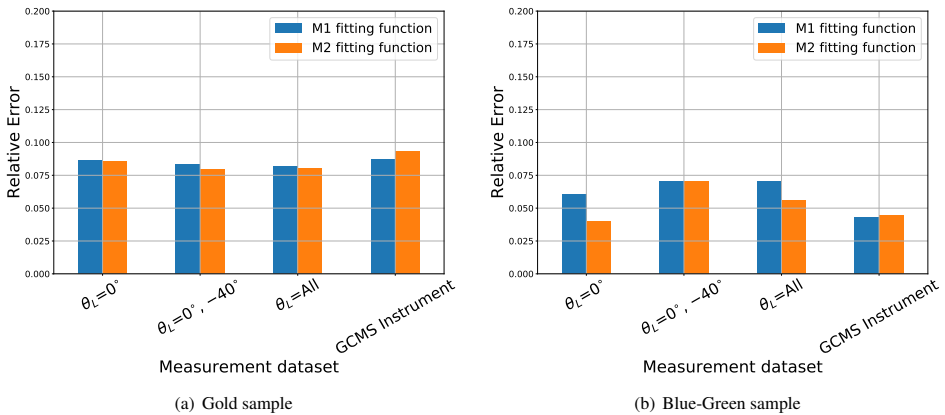 0.200
0.175
0.150
0.125
0.100
0.075
0.050
0.025
0.000
Relative Error
M1 fitting function
M2 fitting function
θL=0°
θL=0°, −40°
θL=All
GCMS Instrument
Measurement dataset
(a) Gold sample
0.200
0.175
0.150
0.125
0.100
0.075
0.050
0.025
0.000
Relative Error
M1 fitting function
M2 fitting function
θL=0°
θL=0°, −40°
θL=All
GCMS Instrument
Measurement dataset
(b) Blue-Green sample